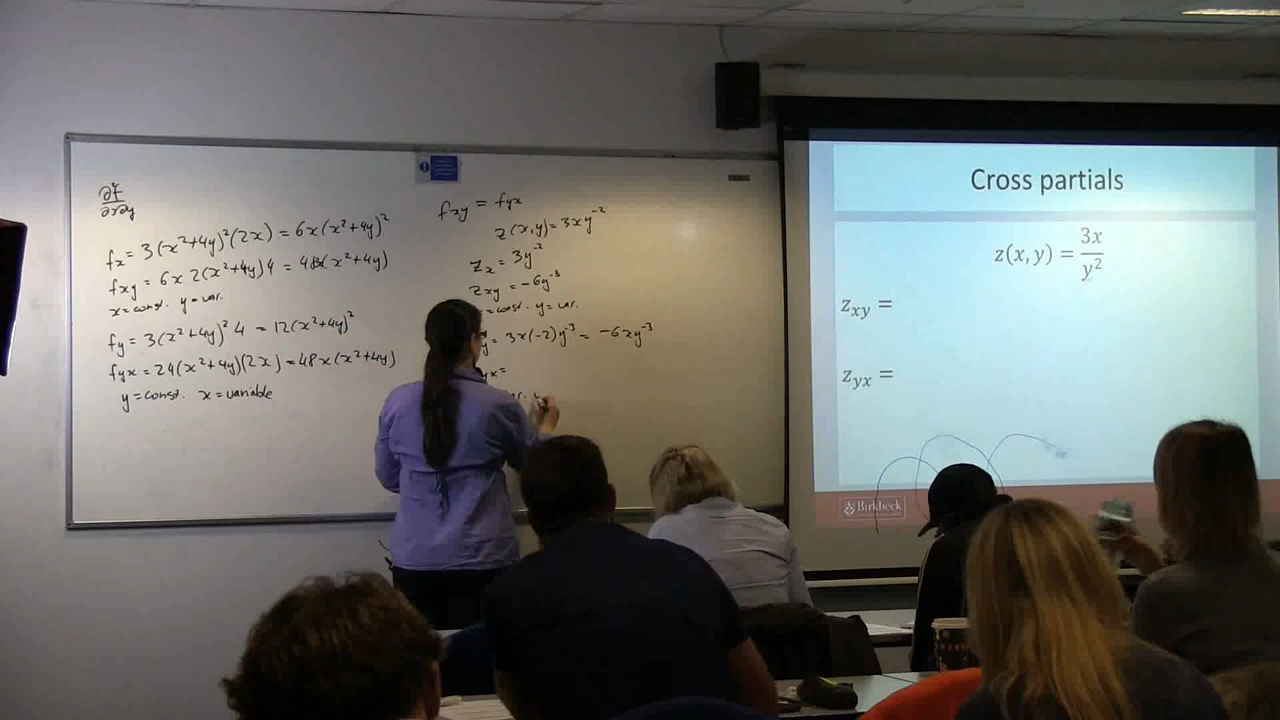 ∂²f
∂x∂y
fx = 3(x²+4y)²(2x) = 6x(x²+4y)²
fxy = 6x 2(x²+4y)4 = 48x(x²+4y)
x=const. y=var.
fy = 3(x²+4y)² 4 = 12(x²+4y)²
fyx = 24(x²+4y)(2x) = 48x(x²+4y)
y=const. x=variable
fxy = fyx
z(x,y) = 3xy⁻²
zx = 3y⁻²
zxy = -6y⁻³
=const. y=var.
y = 3x(-2)y⁻³ = -6xy⁻³
yx=
Cross partials
z(x, y) = 3x
y²
zxy =
zyx =
Birkbeck